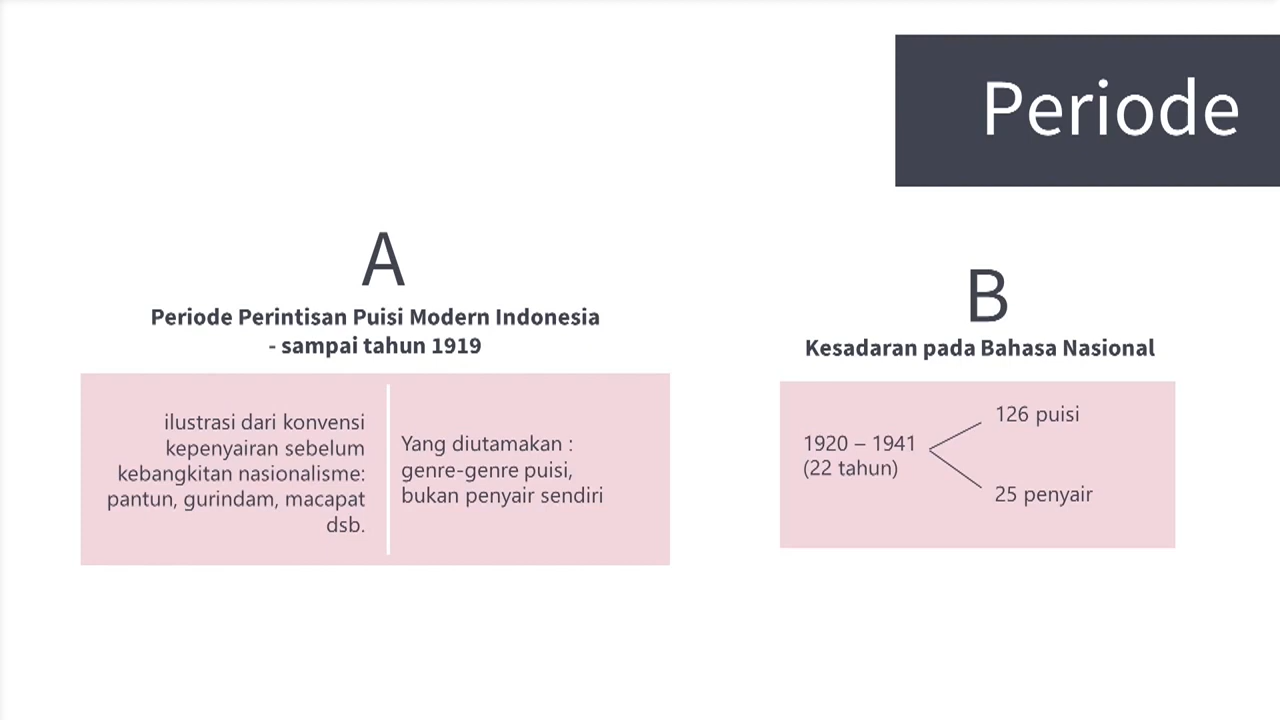 Periode
A
Periode Perintisan Puisi Modern Indonesia
- sampai tahun 1919
ilustrasi dari konvensi
kepenyairan sebelum
kebangkitan nasionalisme:
pantun, gurindam, macapat
dsb.
Yang diutamakan :
genre-genre puisi,
bukan penyair sendiri
B
Kesadaran pada Bahasa Nasional
1920 – 1941
(22 tahun)
126 puisi
25 penyair